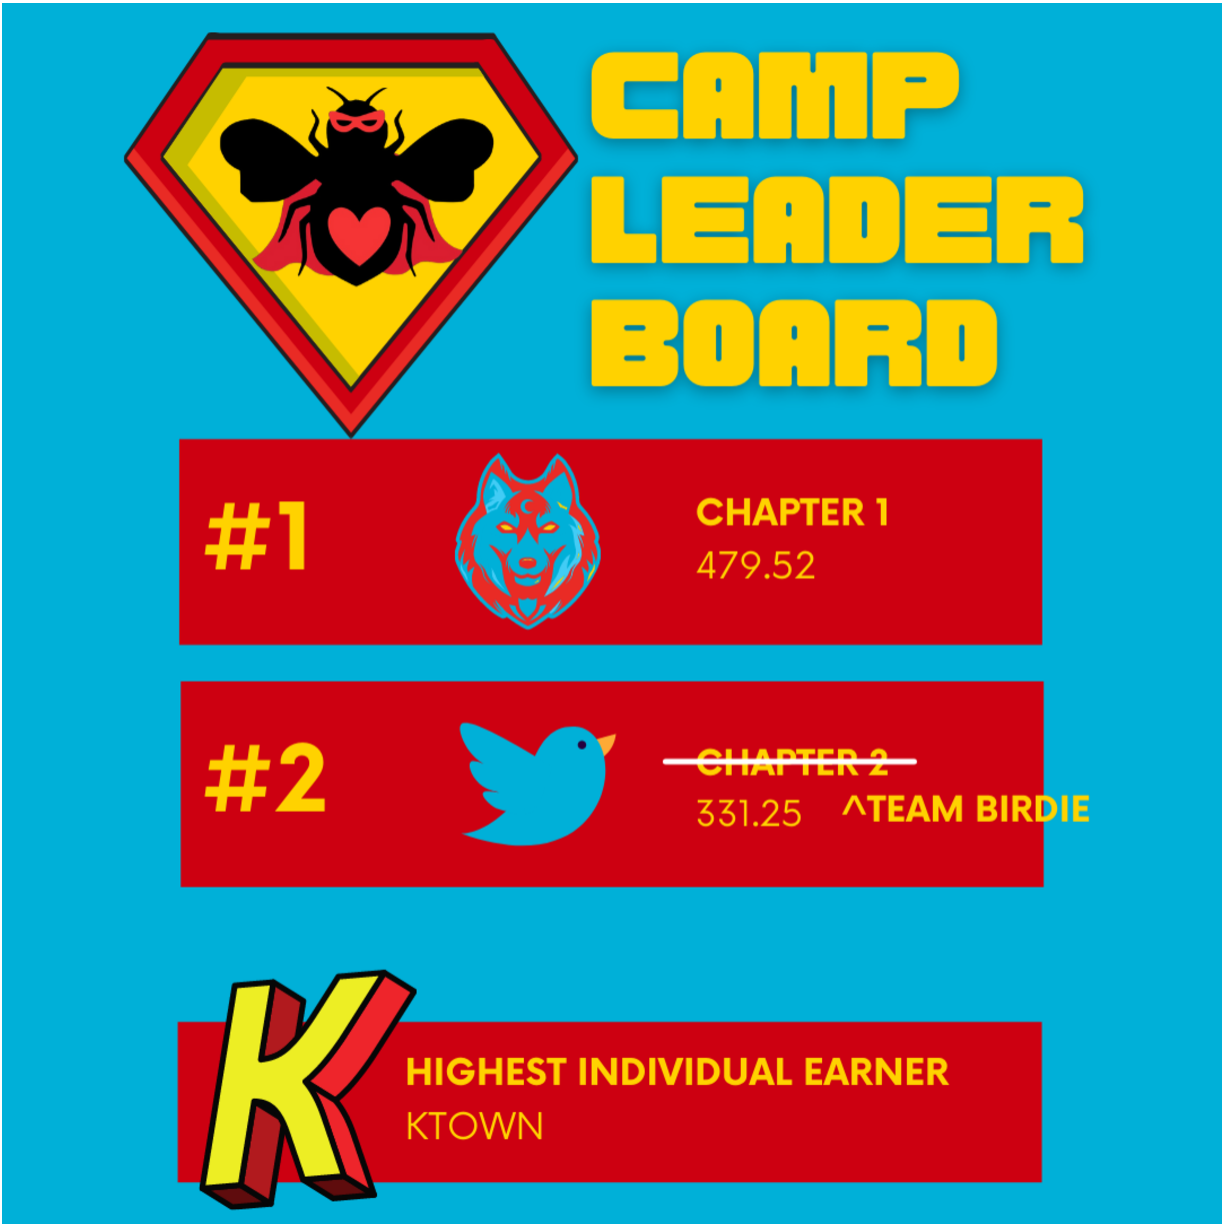 CAMP
LEADER
BOARD
#1
CHAPTER 1
479.52
#2
CHAPTER 2
331.25 ^TEAM BIRDIE
K
HIGHEST INDIVIDUAL EARNER
KTOWN